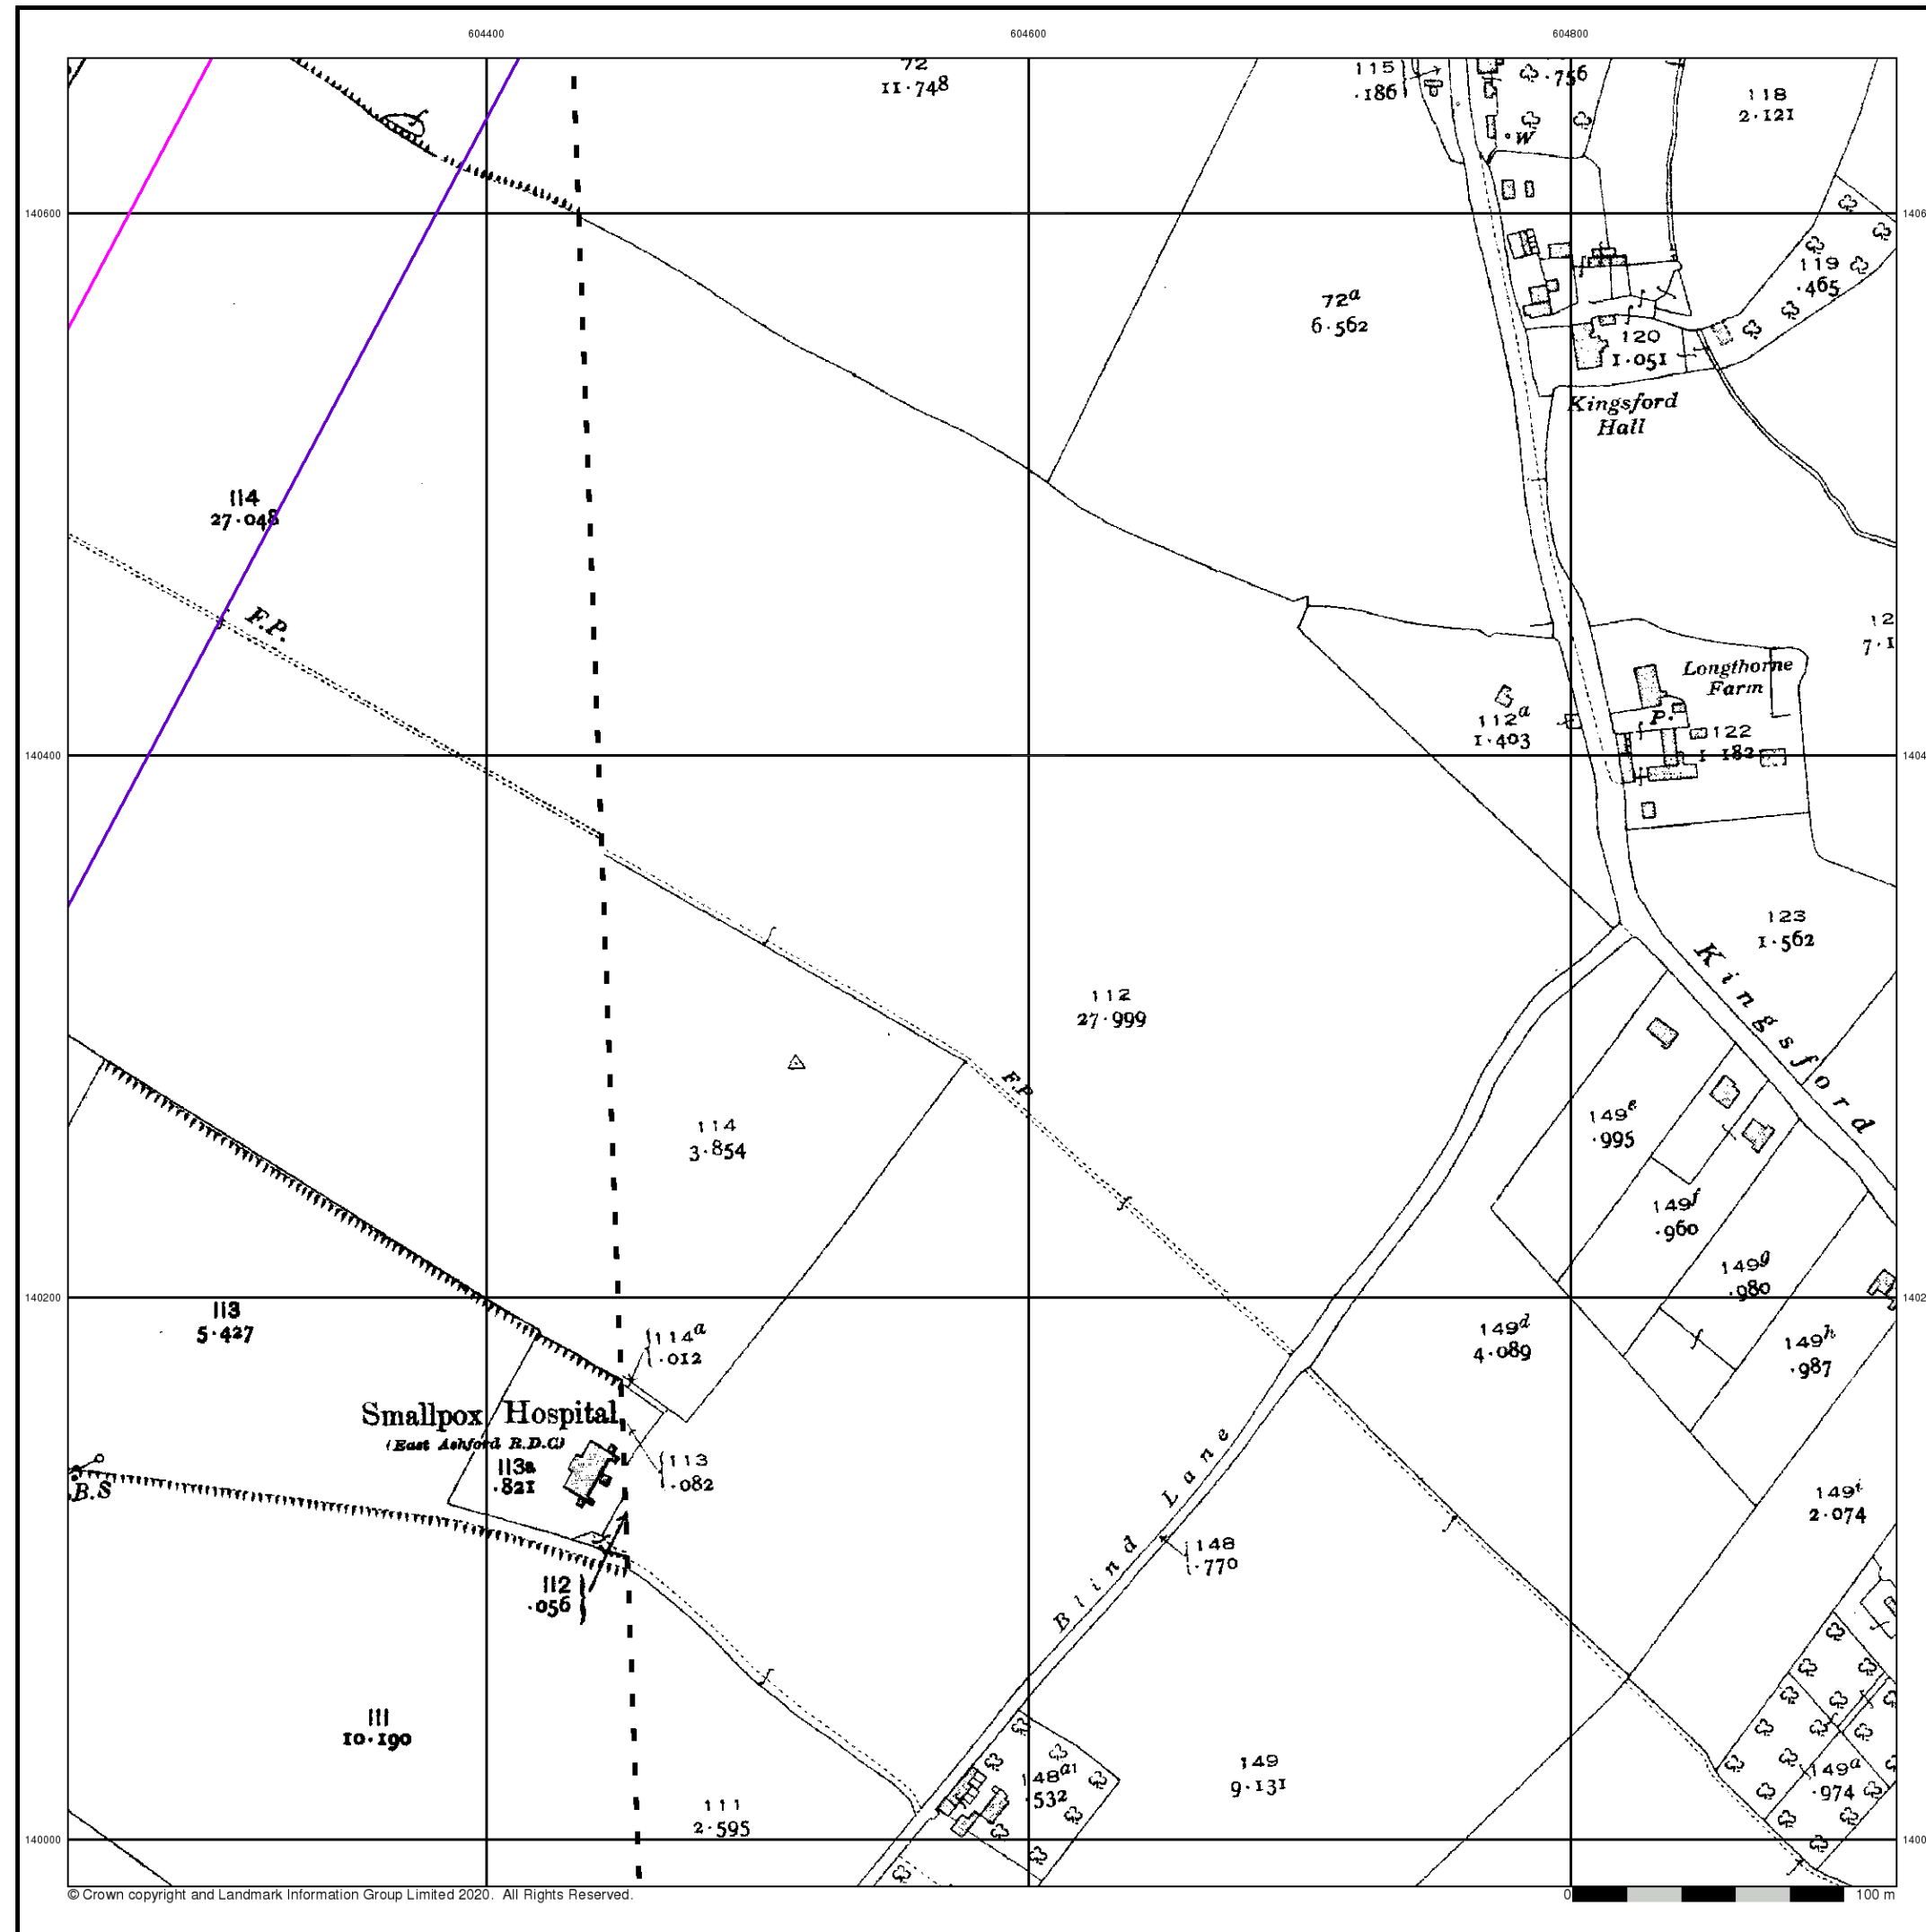 604400
604600
604800
72
11·748
115
·186
·756
118
2·121
W
140600
119
·465
72a
6·562
120
1·051
Kingsford
Hall
114
27·048
F.P.
Longthorne
Farm
P.
112a
1·403
122
1·182
140400
123
1·562
Kingsford
112
27·999
F.P.
114
3·854
149e
·995
149f
·960
149g
·980
140200
113
5·427
114a
·012
149d
4·089
149h
·987
Smallpox Hospital
(East Ashford R.D.C)
113a
·821
113
·082
B.S
149i
2·074
Blind Lane
148
·770
112
·056
111
10·190
149
9·131
148a1
·532
149a
·974
111
2·595
140000
© Crown copyright and Landmark Information Group Limited 2020. All Rights Reserved.
0 100 m